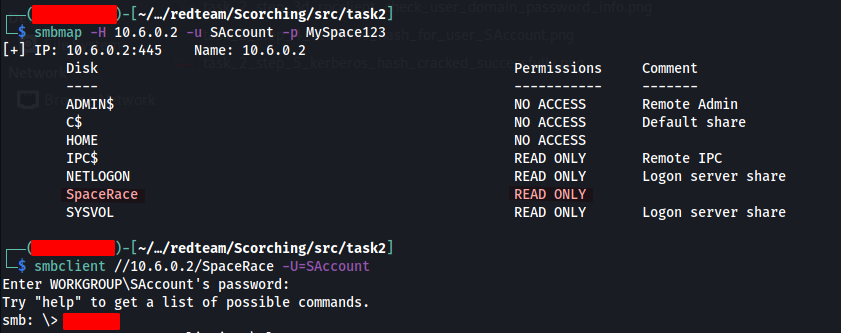 -[~/…/redteam/Scorching/src/task2]
$ smbmap -H 10.6.0.2 -u SAccount -p MySpace123
[+] IP: 10.6.0.2:445    Name: 10.6.0.2
Disk    Permissions    Comment
----    -----------    -------
ADMIN$    NO ACCESS    Remote Admin
C$    NO ACCESS    Default share
HOME    NO ACCESS
IPC$    READ ONLY    Remote IPC
NETLOGON    READ ONLY    Logon server share
SpaceRace    READ ONLY
SYSVOL    READ ONLY    Logon server share
-[~/…/redteam/Scorching/src/task2]
$ smbclient //10.6.0.2/SpaceRace -U=SAccount
Enter WORKGROUP\SAccount's password:
Try "help" to get a list of possible commands.
smb: \>